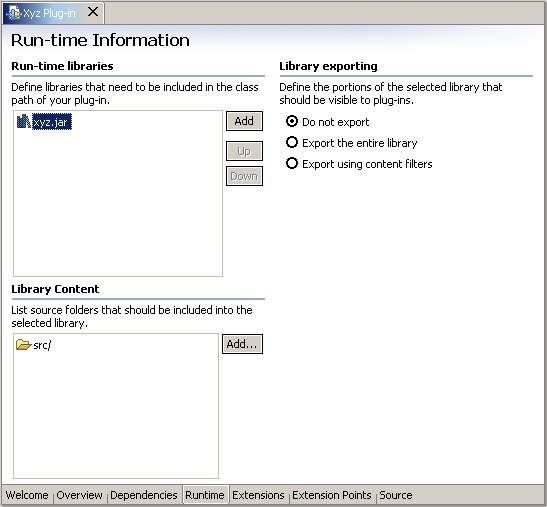 Xyz Plug-in
Run-time Information
Run-time libraries
Define libraries that need to be included in the class
path of your plug-in.
xyz.jar
Add
Up
Down
Library exporting
Define the portions of the selected library that
should be visible to plug-ins.
Do not export
Export the entire library
Export using content filters
Library Content
List source folders that should be included into the
selected library.
src/
Add...
Welcome Overview Dependencies Runtime Extensions Extension Points Source